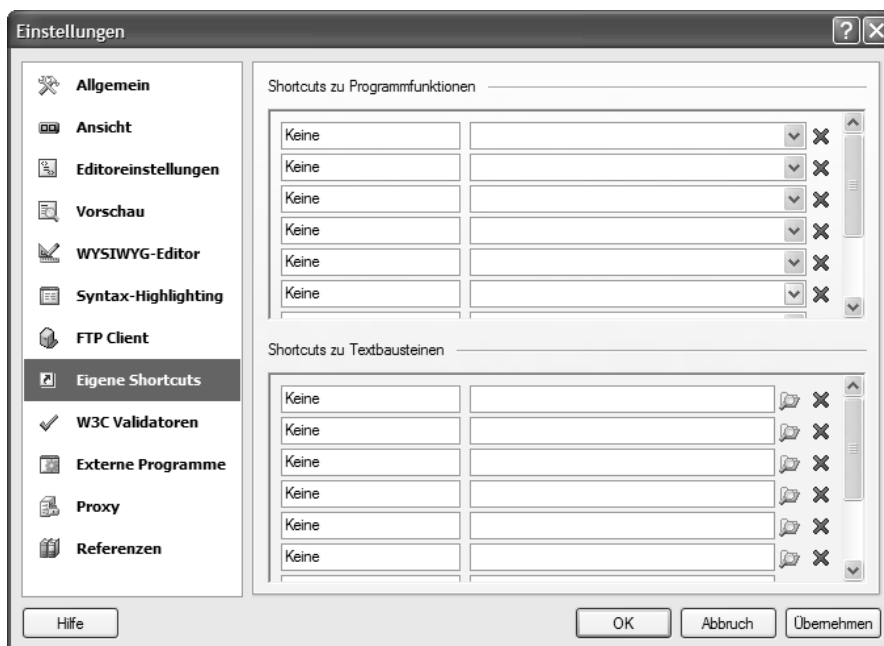 Einstellungen
Allgemein
Ansicht
Editoreinstellungen
Vorschau
WYSIWYG-Editor
Syntax-Highlighting
FTP Client
Eigene Shortcuts
W3C Validatoren
Externe Programme
Proxy
Referenzen
Shortcuts zu Programmfunktionen
Keine
Keine
Keine
Keine
Keine
Keine
Shortcuts zu Textbausteinen
Keine
Keine
Keine
Keine
Keine
Keine
Hilfe
OK
Abbruch
Übernehmen